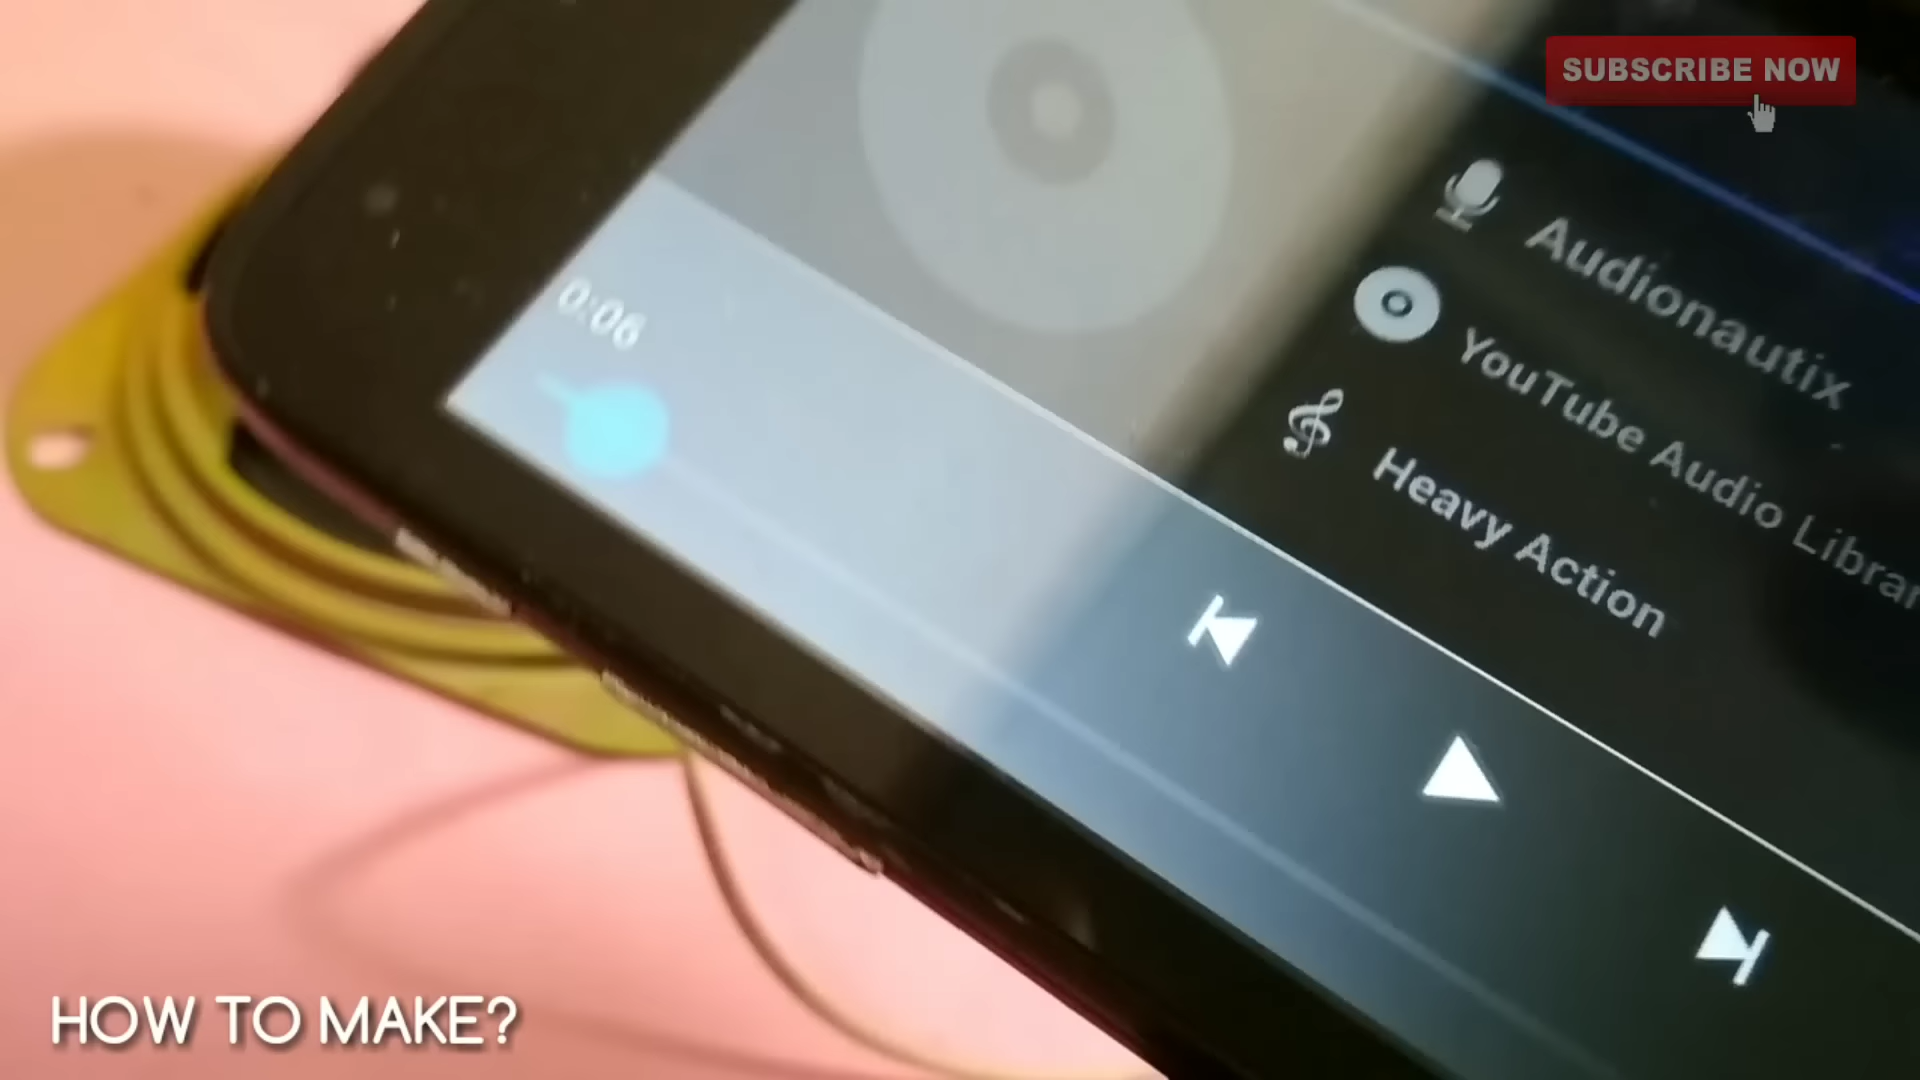 SUBSCRIBE NOW
Audionautix
YouTube Audio Librar
Heavy Action
0:06
HOW TO MAKE?